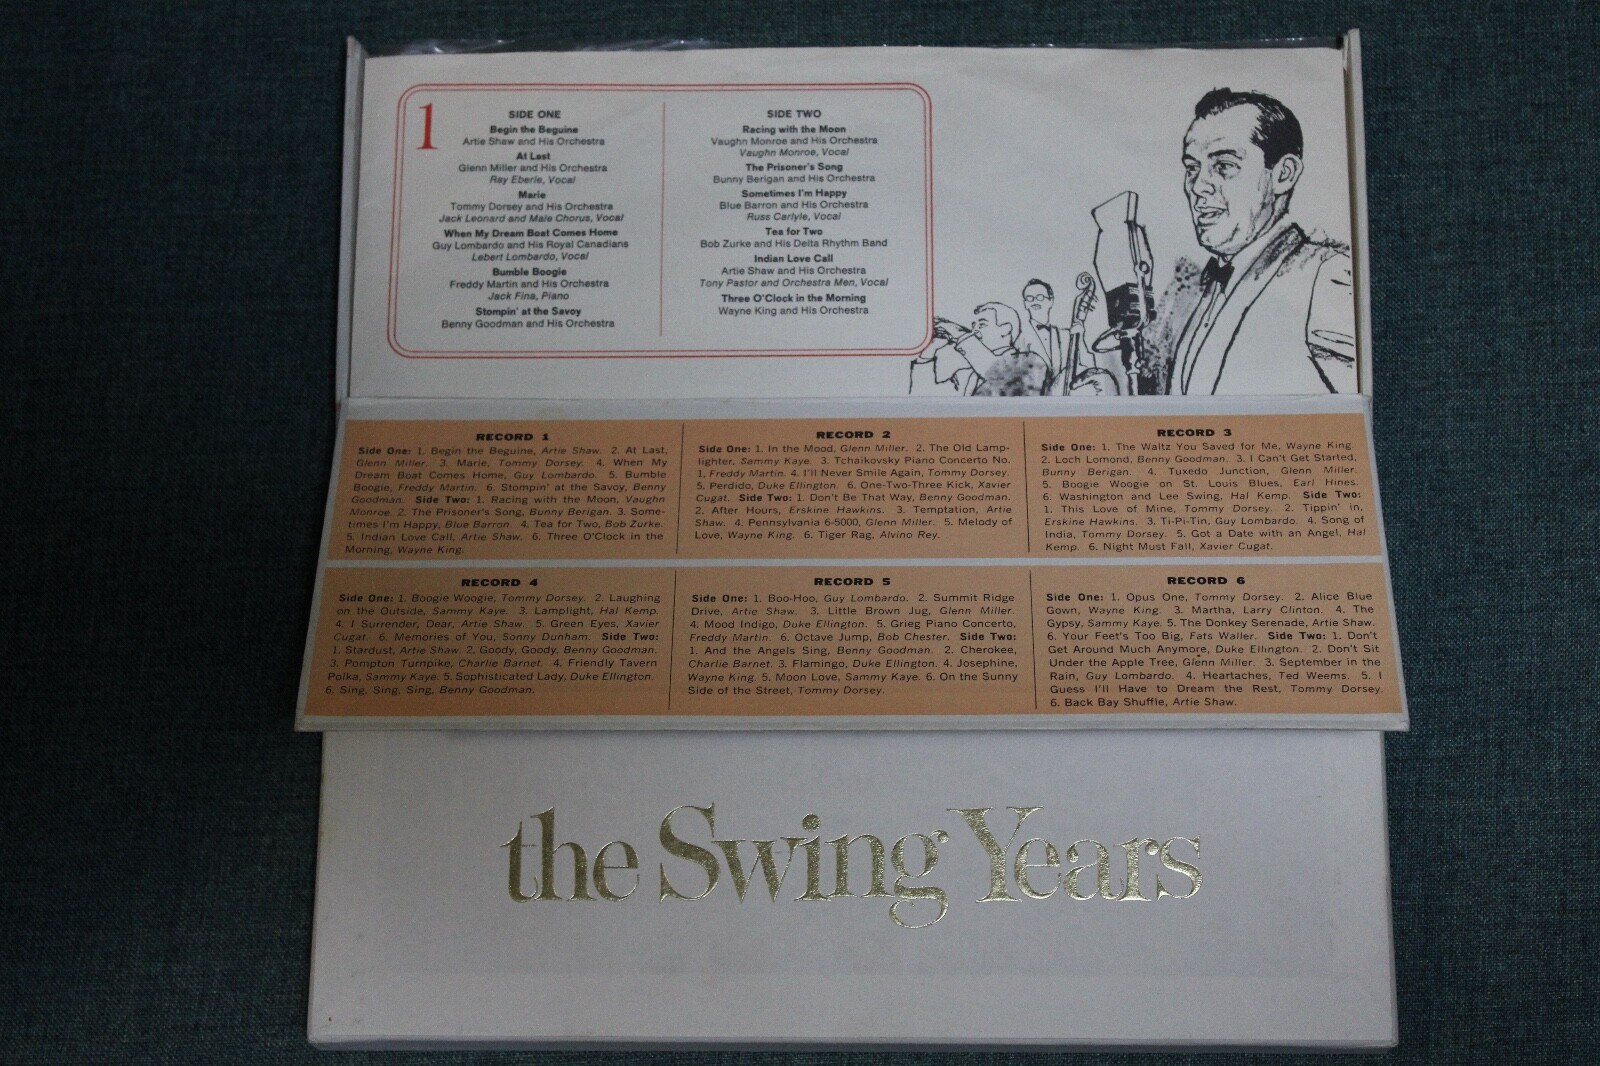 1
SIDE ONE
Begin the Beguine
Artie Shaw and His Orchestra
At Last
Glenn Miller and His Orchestra
Ray Eberle, Vocal
Marie
Tommy Dorsey and His Orchestra
Jack Leonard and Male Chorus, Vocal
When My Dream Boat Comes Home
Guy Lombardo and His Royal Canadians
Lebert Lombardo, Vocal
Bumble Boogie
Freddy Martin and His Orchestra
Jack Fina, Piano
Stompin' at the Savoy
Benny Goodman and His Orchestra
SIDE TWO
Racing with the Moon
Vaughn Monroe and His Orchestra
Vaughn Monroe, Vocal
The Prisoner's Song
Bunny Berigan and His Orchestra
Sometimes I'm Happy
Blue Barron and His Orchestra
Russ Carlyle, Vocal
Tea for Two
Bob Zurke and His Delta Rhythm Band
Indian Love Call
Artie Shaw and His Orchestra
Tony Pastor and Orchestra Men, Vocal
Three O'Clock in the Morning
Wayne King and His Orchestra
RECORD 1
Side One: 1. Begin the Beguine, Artie Shaw. 2. At Last,
Glenn Miller. 3. Marie, Tommy Dorsey. 4. When My
Dream Boat Comes Home, Guy Lombardo. 5. Bumble
Boogie, Freddy Martin. 6. Stompin' at the Savoy, Benny
Goodman. Side Two: 1. Racing with the Moon, Vaughn
Monroe. 2. The Prisoner's Song, Bunny Berigan. 3. Some-
times I'm Happy, Blue Barron. 4. Tea for Two, Bob Zurke.
5. Indian Love Call, Artie Shaw. 6. Three O'Clock in the
Morning, Wayne King.
RECORD 2
Side One: 1. In the Mood, Glenn Miller. 2. The Old Lamp-
lighter, Sammy Kaye. 3. Tchaikovsky Piano Concerto No.
1, Freddy Martin. 4. I'll Never Smile Again, Tommy Dorsey.
5. Perdido, Duke Ellington. 6. One-Two-Three Kick, Xavier
Cugat. Side Two: 1. Don't Be That Way, Benny Goodman.
2. After Hours, Erskine Hawkins. 3. Temptation, Artie
Shaw. 4. Pennsylvania 6-5000, Glenn Miller. 5. Melody of
Love, Wayne King. 6. Tiger Rag, Alvino Rey.
RECORD 3
Side One: 1. The Waltz You Saved for Me, Wayne King.
2. Loch Lomond, Benny Goodman. 3. I Can't Get Started,
Bunny Berigan. 4. Tuxedo Junction, Glenn Miller.
5. Boogie Woogie on St. Louis Blues, Earl Hines.
6. Washington and Lee Swing, Hal Kemp. Side Two:
1. This Love of Mine, Tommy Dorsey. 2. Tippin' in,
Erskine Hawkins. 3. Ti-Pi-Tin, Guy Lombardo. 4. Song of
India, Tommy Dorsey. 5. Got a Date with an Angel, Hal
Kemp. 6. Night Must Fall, Xavier Cugat.
RECORD 4
Side One: 1. Boogie Woogie, Tommy Dorsey. 2. Laughing
on the Outside, Sammy Kaye. 3. Lamplight, Hal Kemp.
4. I Surrender, Dear, Artie Shaw. 5. Green Eyes, Xavier
Cugat. 6. Memories of You, Sonny Dunham. Side Two:
1. Stardust, Artie Shaw. 2. Goody, Goody, Benny Goodman.
3. Pompton Turnpike, Charlie Barnet. 4. Friendly Tavern
Polka, Sammy Kaye. 5. Sophisticated Lady, Duke Ellington.
6. Sing, Sing, Sing, Benny Goodman.
RECORD 5
Side One: 1. Boo-Hoo, Guy Lombardo. 2. Summit Ridge
Drive, Artie Shaw. 3. Little Brown Jug, Glenn Miller.
4. Mood Indigo, Duke Ellington. 5. Grieg Piano Concerto,
Freddy Martin. 6. Octave Jump, Bob Chester. Side Two:
1. And the Angels Sing, Benny Goodman. 2. Cherokee,
Charlie Barnet. 3. Flamingo, Duke Ellington. 4. Josephine,
Wayne King. 5. Moon Love, Sammy Kaye. 6. On the Sunny
Side of the Street, Tommy Dorsey.
RECORD 6
Side One: 1. Opus One, Tommy Dorsey. 2. Alice Blue
Gown, Wayne King. 3. Martha, Larry Clinton. 4. The
Gypsy, Sammy Kaye. 5. The Donkey Serenade, Artie Shaw.
6. Your Feet's Too Big, Fats Waller. Side Two: 1. Don't
Get Around Much Anymore, Duke Ellington. 2. Don't Sit
Under the Apple Tree, Glenn Miller. 3. September in the
Rain, Guy Lombardo. 4. Heartaches, Ted Weems. 5. I
Guess I'll Have to Dream the Rest, Tommy Dorsey.
6. Back Bay Shuffle, Artie Shaw.
the Swing Years